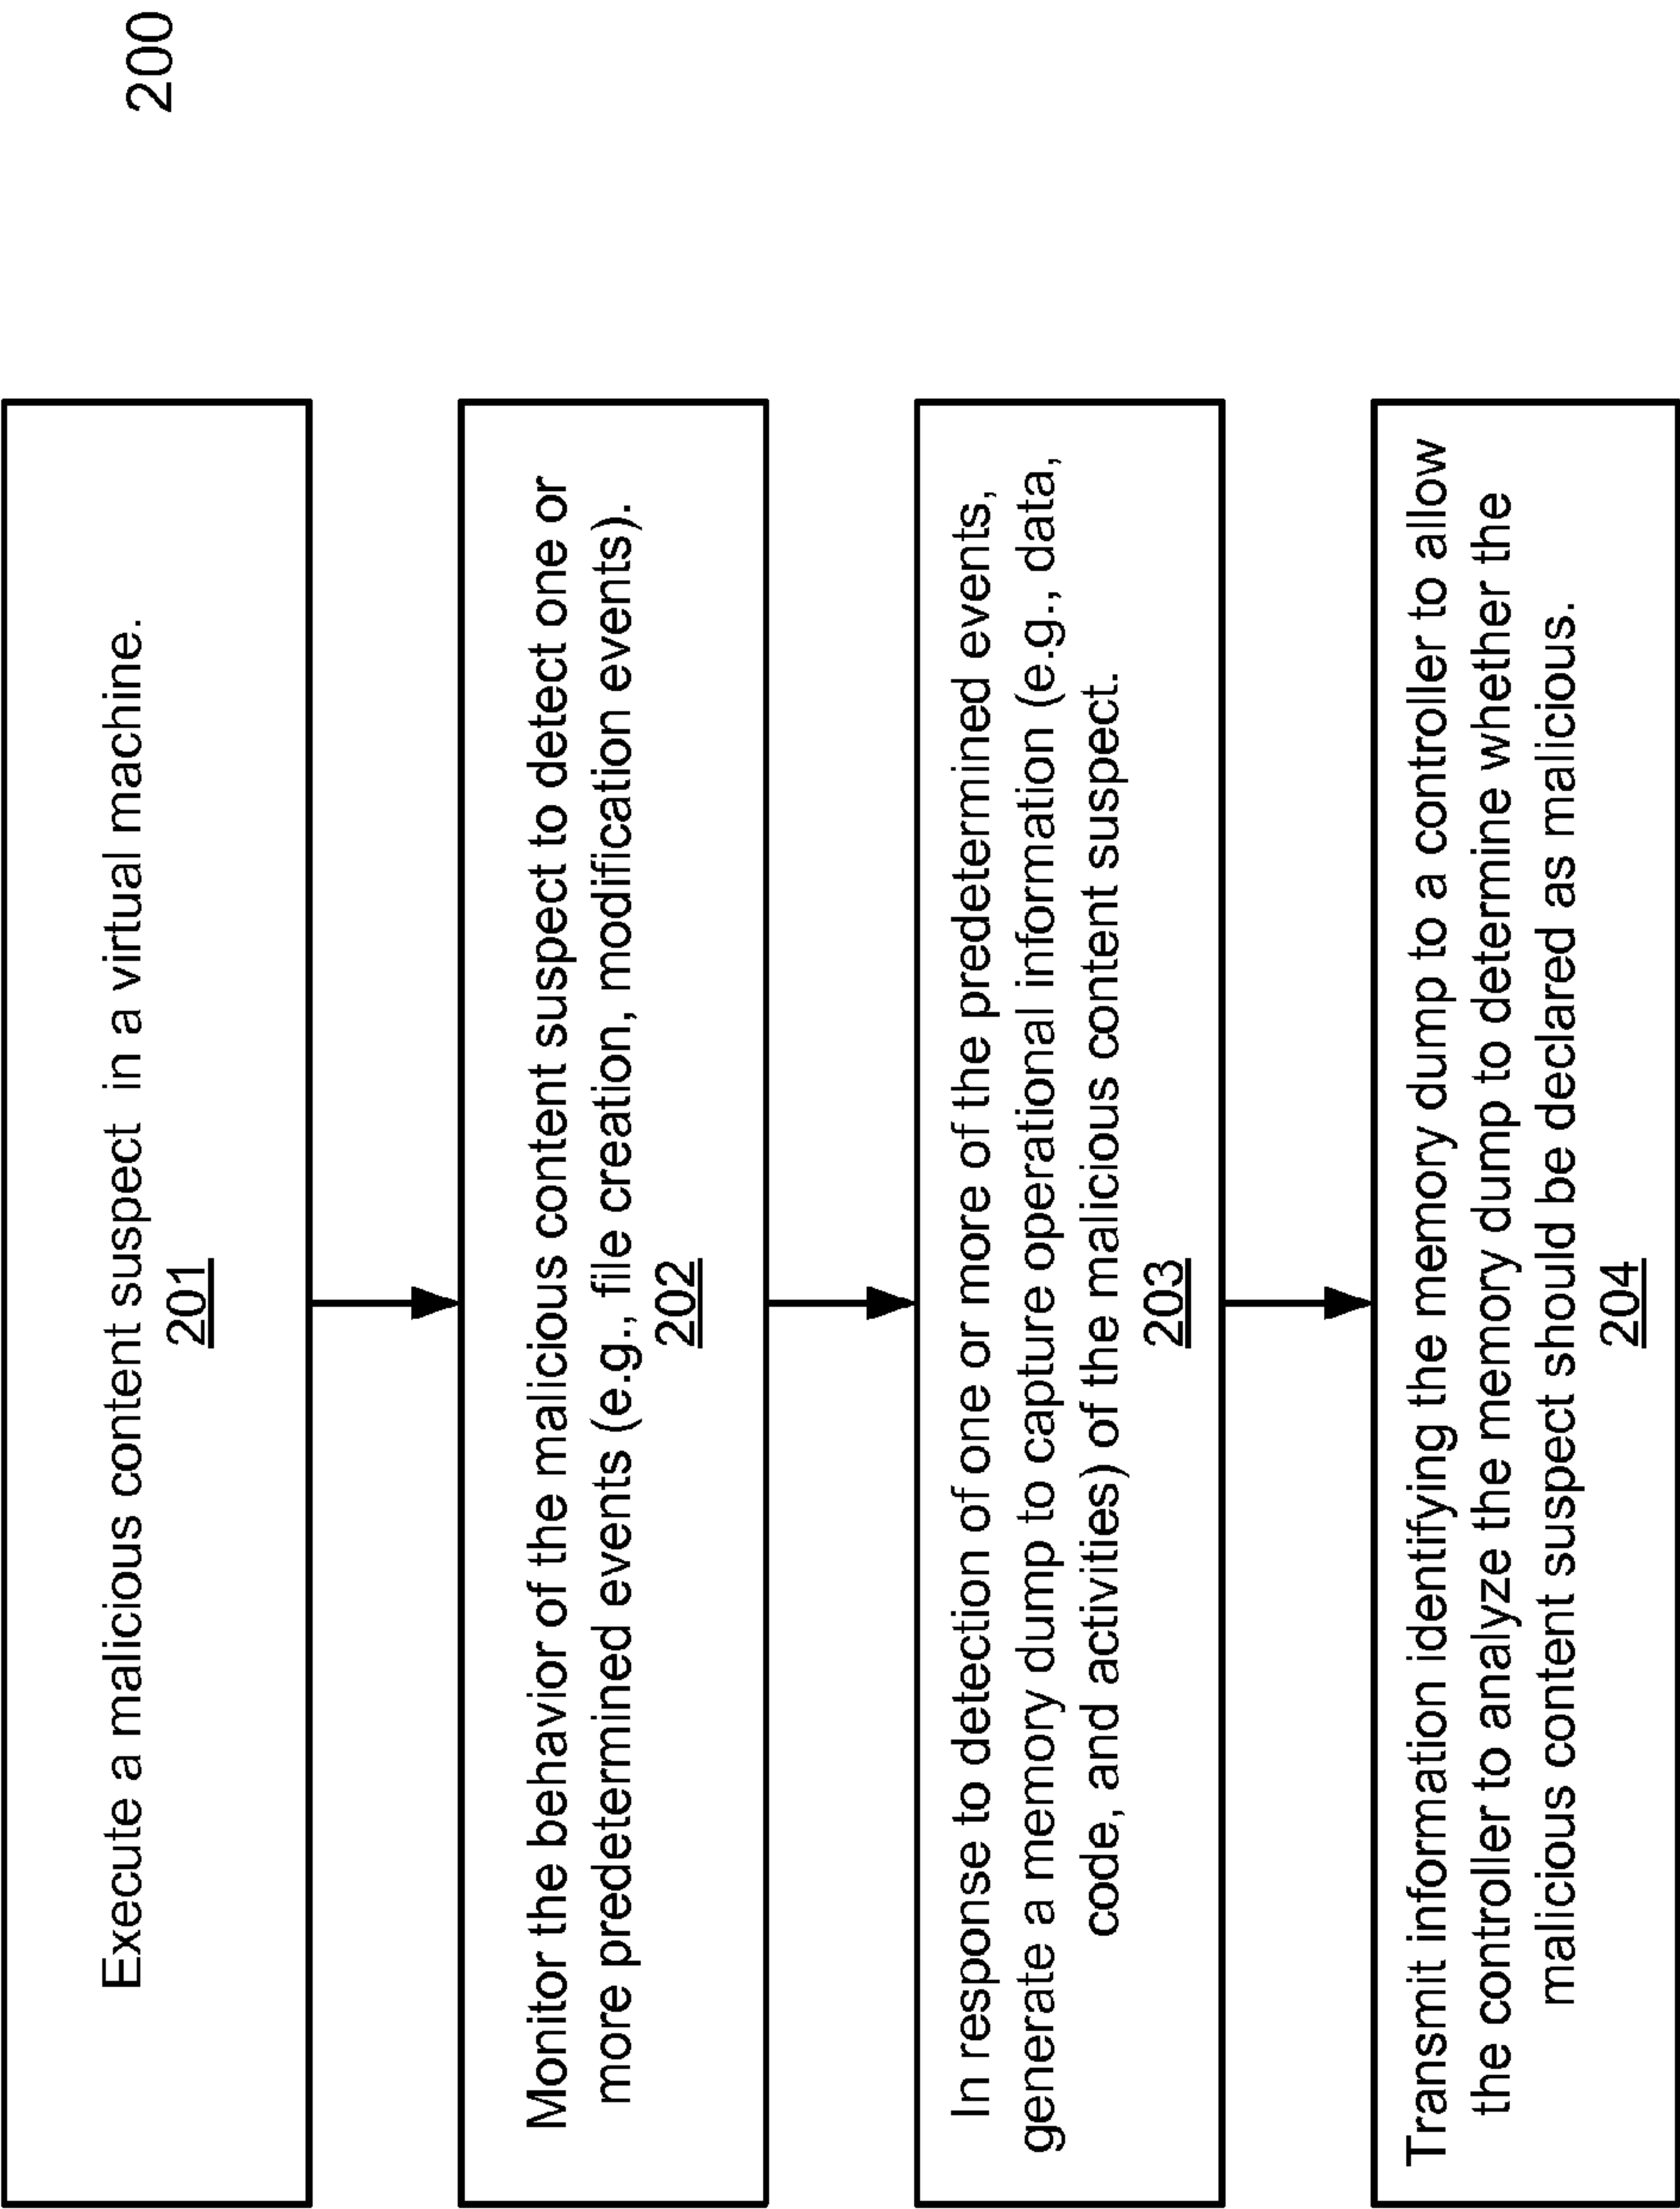 200
Execute a malicious content suspect in a virtual machine.
201
Monitor the behavior of the malicious content suspect to detect one or
more predetermined events (e.g., file creation, modification events).
202
In response to detection of one or more of the predetermined events,
generate a memory dump to capture operational information (e.g., data,
code, and activities) of the malicious content suspect.
203
Transmit information identifying the memory dump to a controller to allow
the controller to analyze the memory dump to determine whether the
malicious content suspect should be declared as malicious.
204